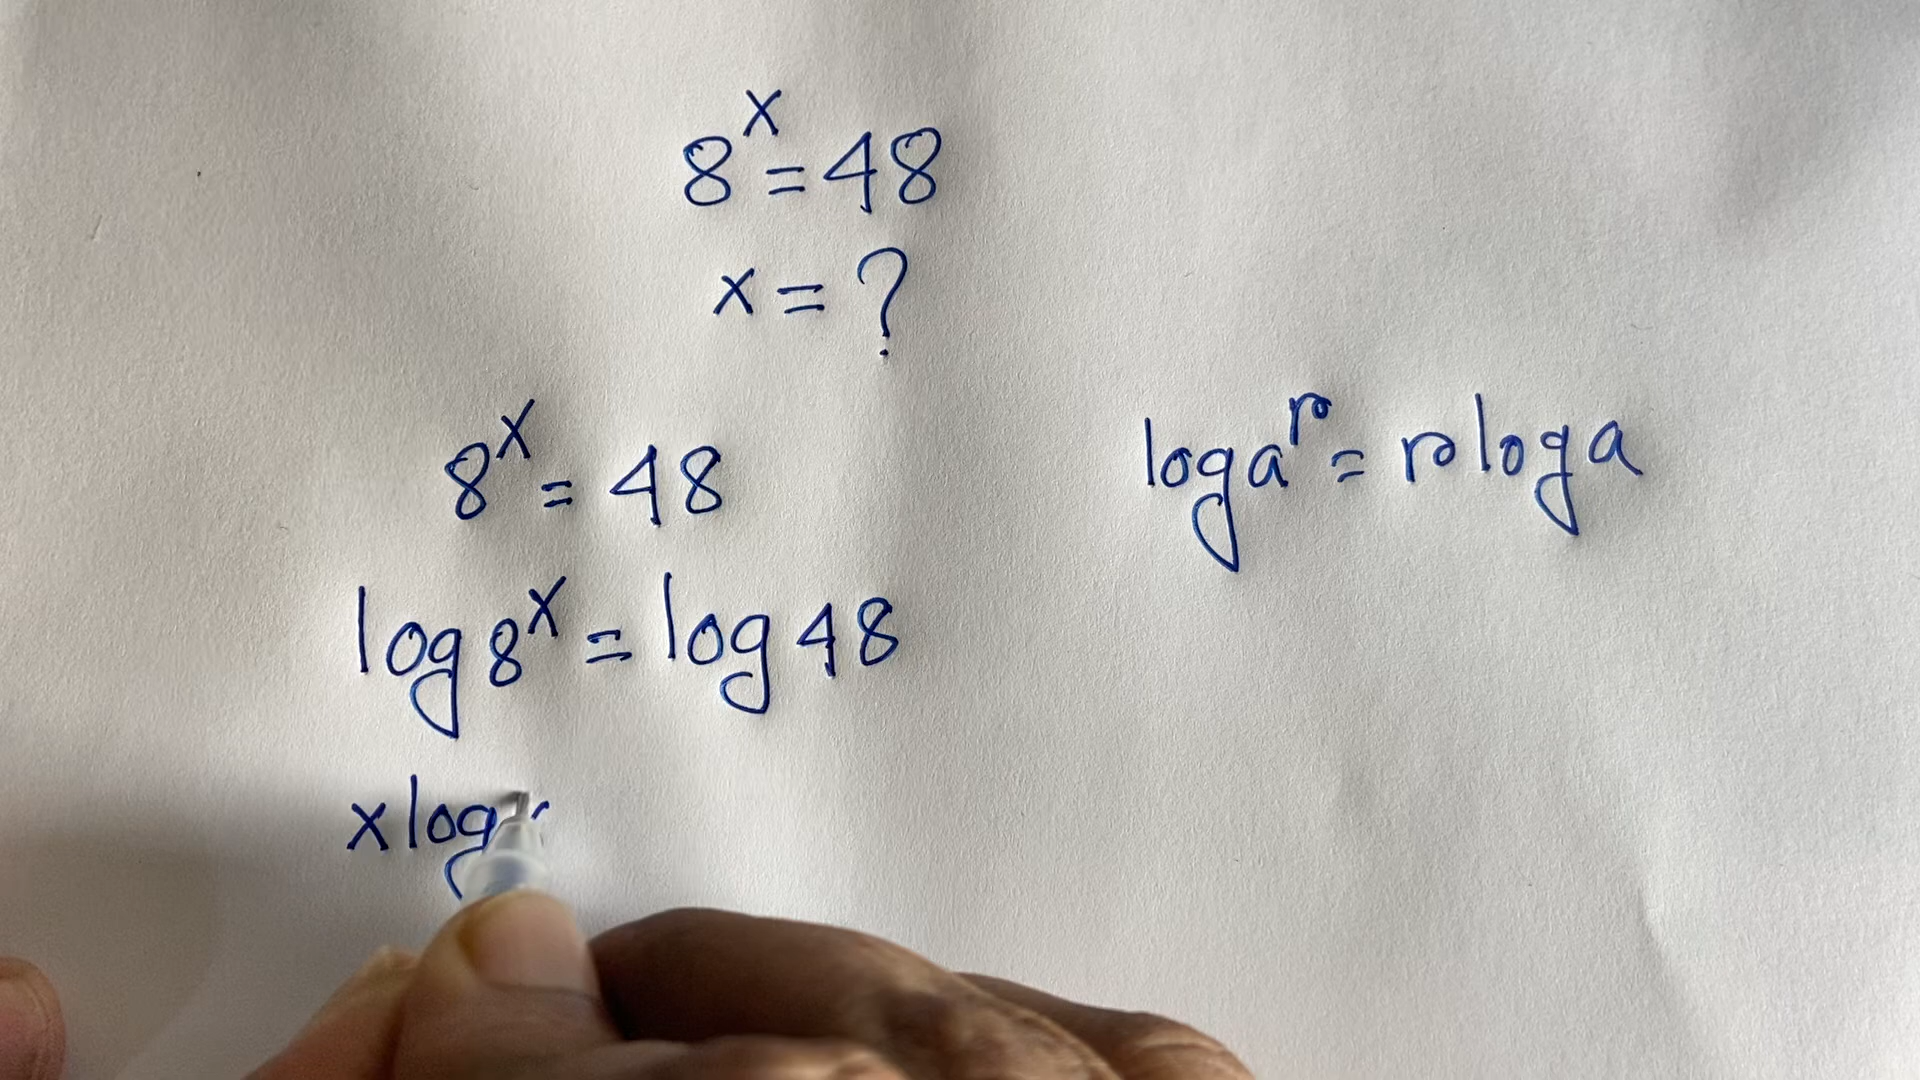 8^x = 48
x = ?
8^x = 48
log a^r = r log a
log 8^x = log 48
x log